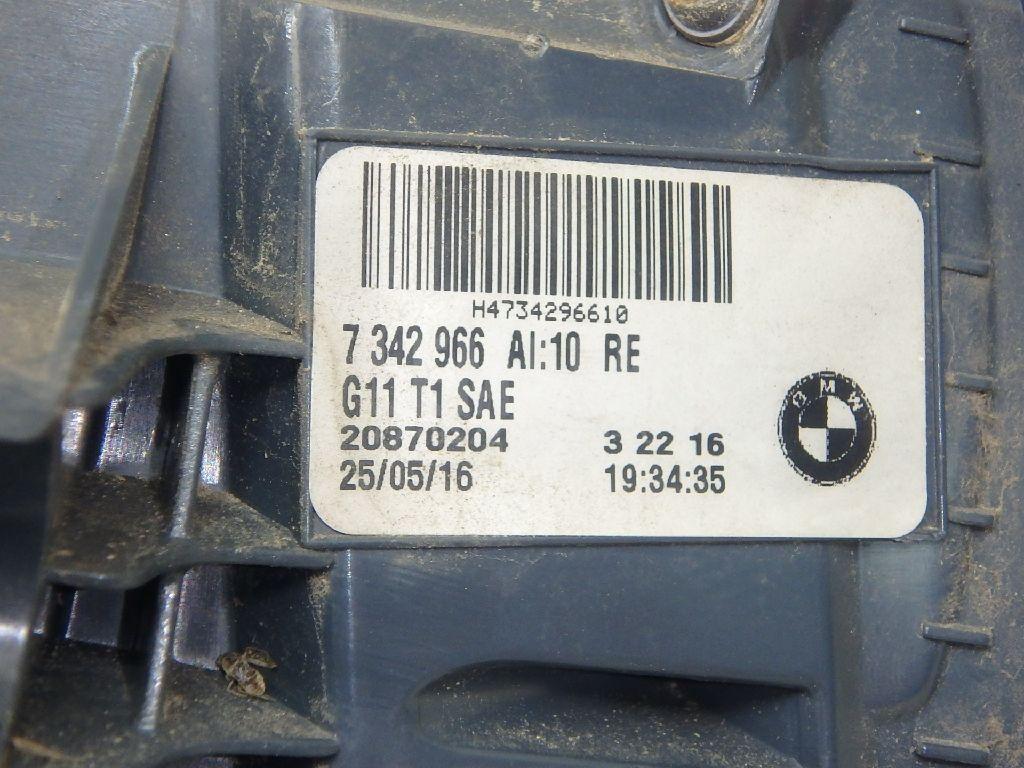 H4734296610
7 342 966 AI:10 RE
G11 T1 SAE
20870204 3 22 16
25/05/16 19:34:35
BMW